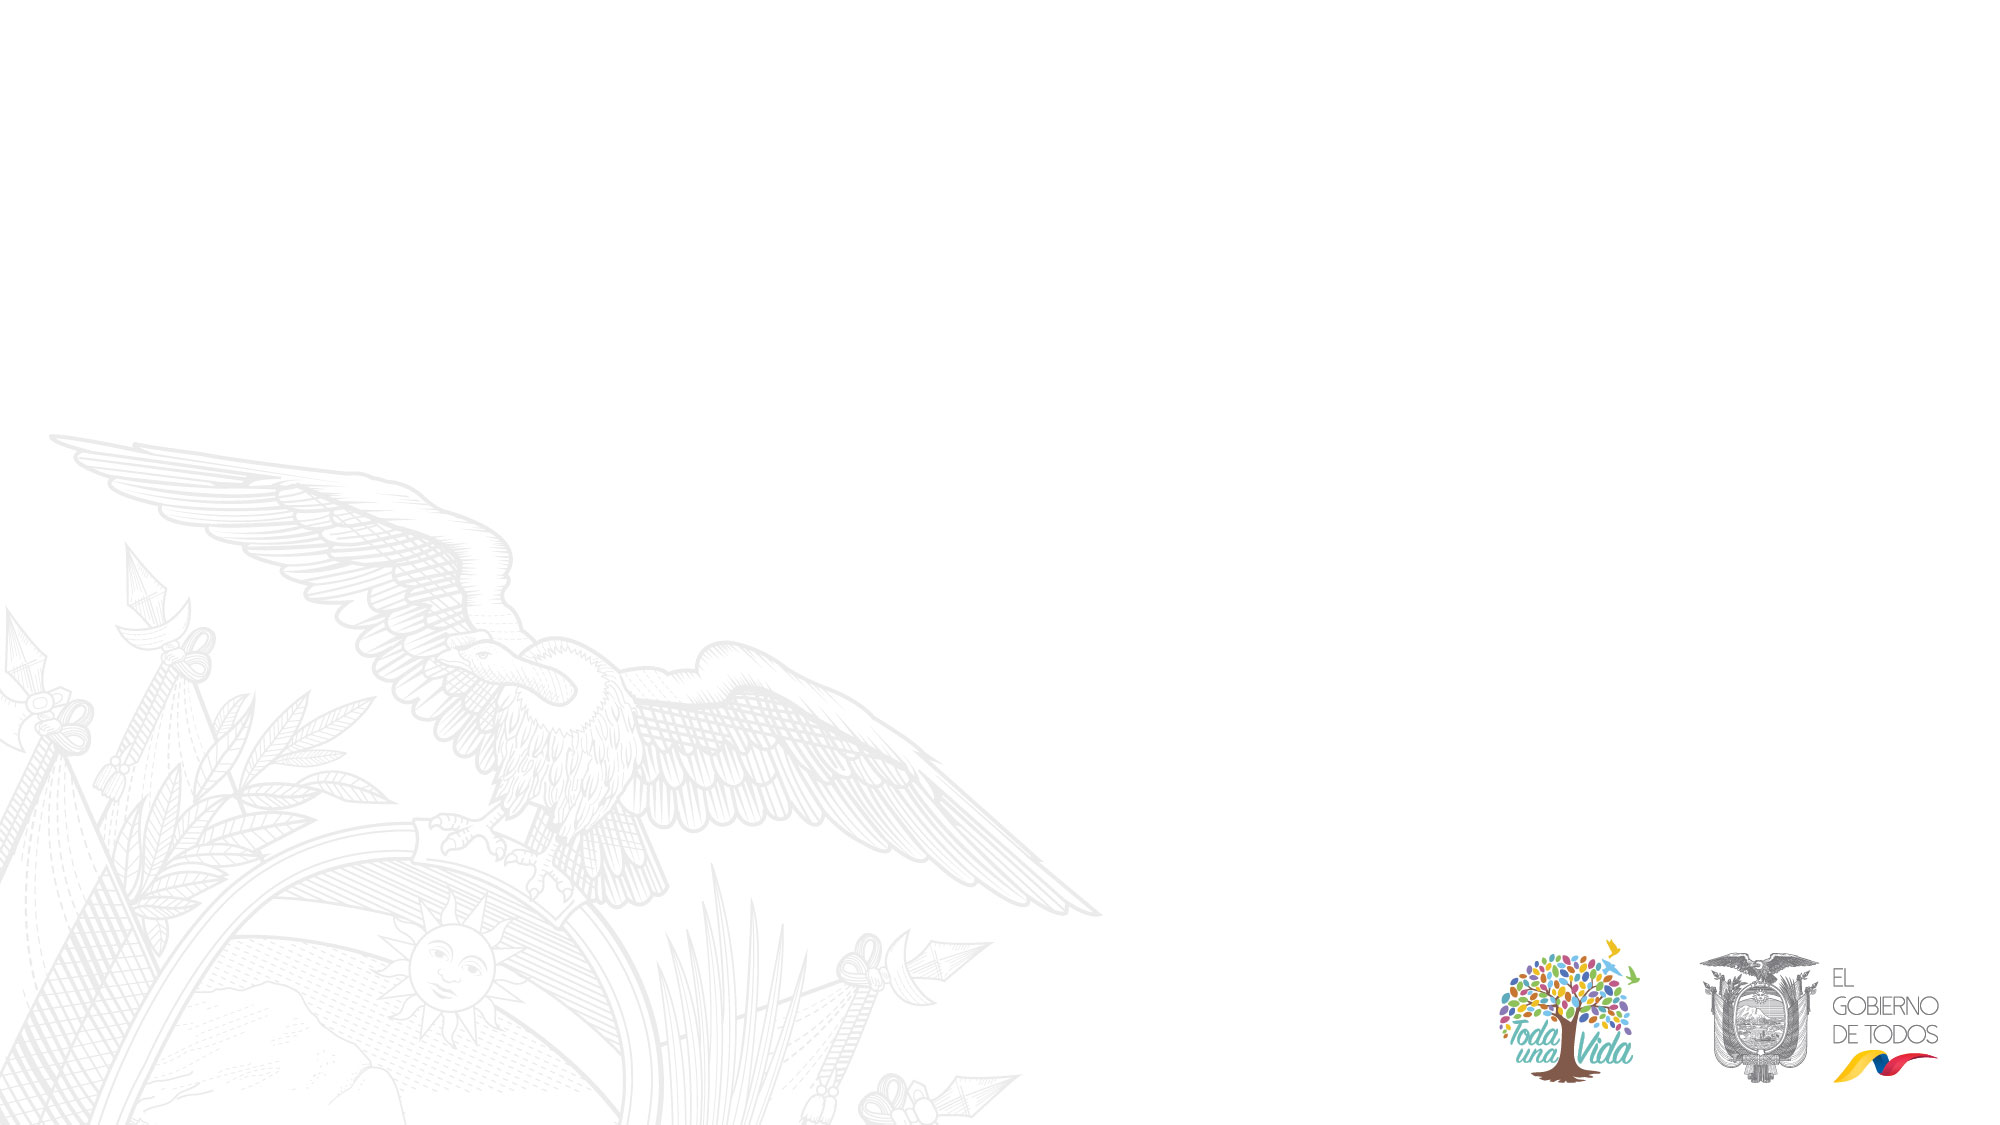 Toda
una Vida
EL
GOBIERNO
DE TODOS